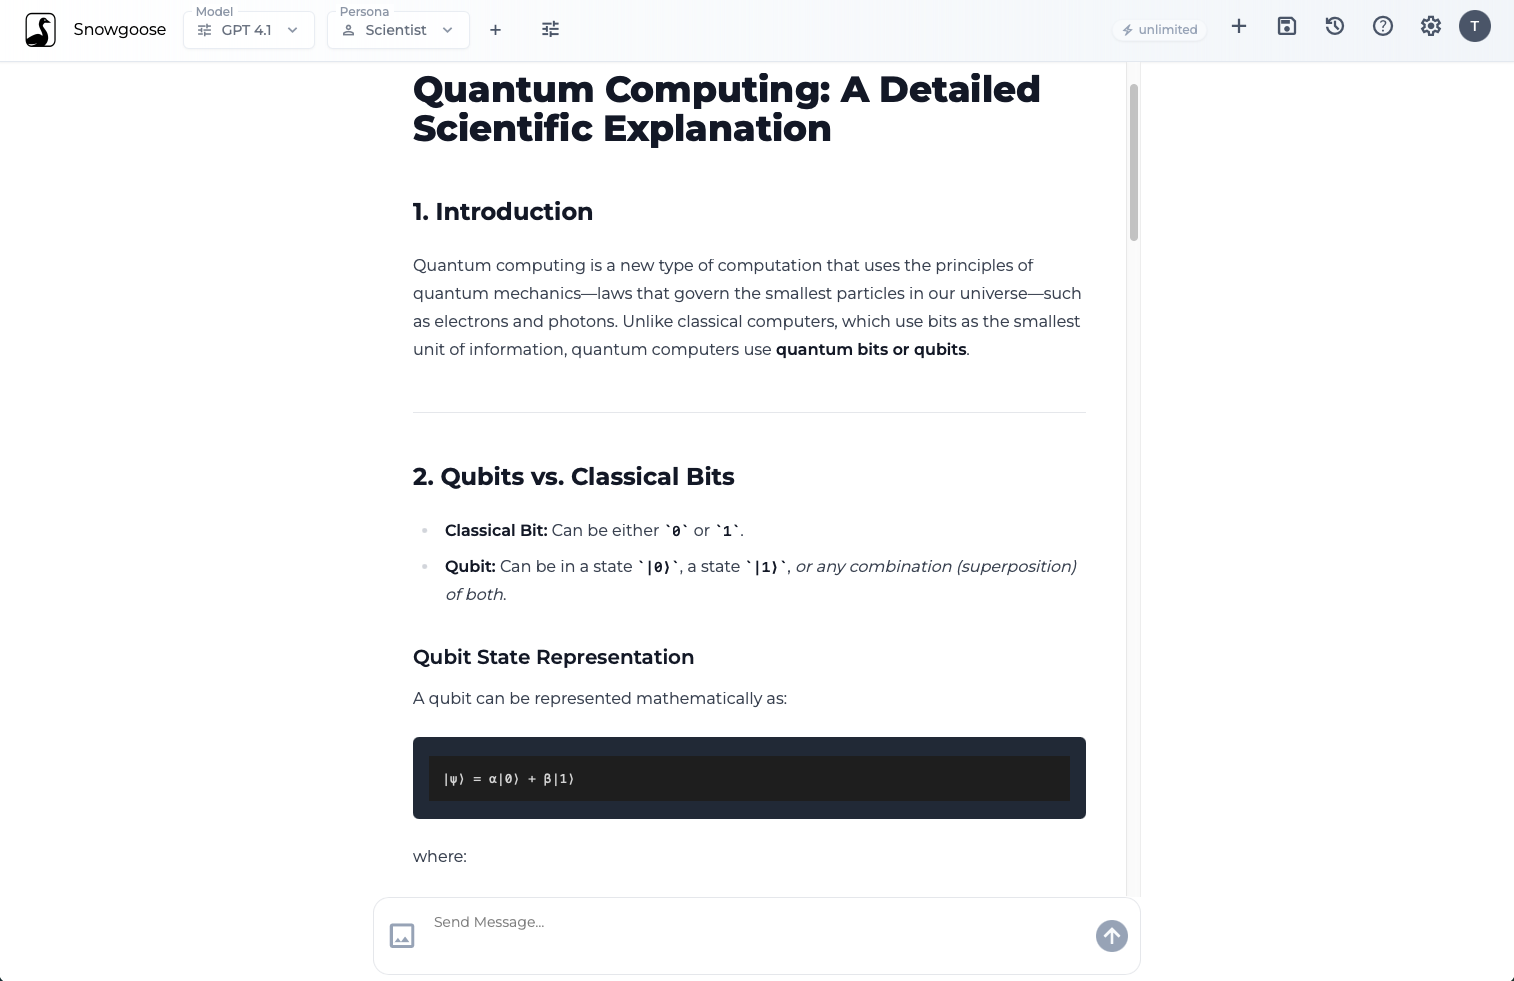 Snowgoose
Model
GPT 4.1
Persona
Scientist
unlimited
T
Quantum Computing: A Detailed
Scientific Explanation
1. Introduction
Quantum computing is a new type of computation that uses the principles of
quantum mechanics—laws that govern the smallest particles in our universe—such
as electrons and photons. Unlike classical computers, which use bits as the smallest
unit of information, quantum computers use quantum bits or qubits.
2. Qubits vs. Classical Bits
• Classical Bit: Can be either `0` or `1`.
• Qubit: Can be in a state `|0⟩`, a state `|1⟩`, or any combination (superposition)
of both.
Qubit State Representation
A qubit can be represented mathematically as:
|ψ⟩ = α|0⟩ + β|1⟩
where:
Send Message...